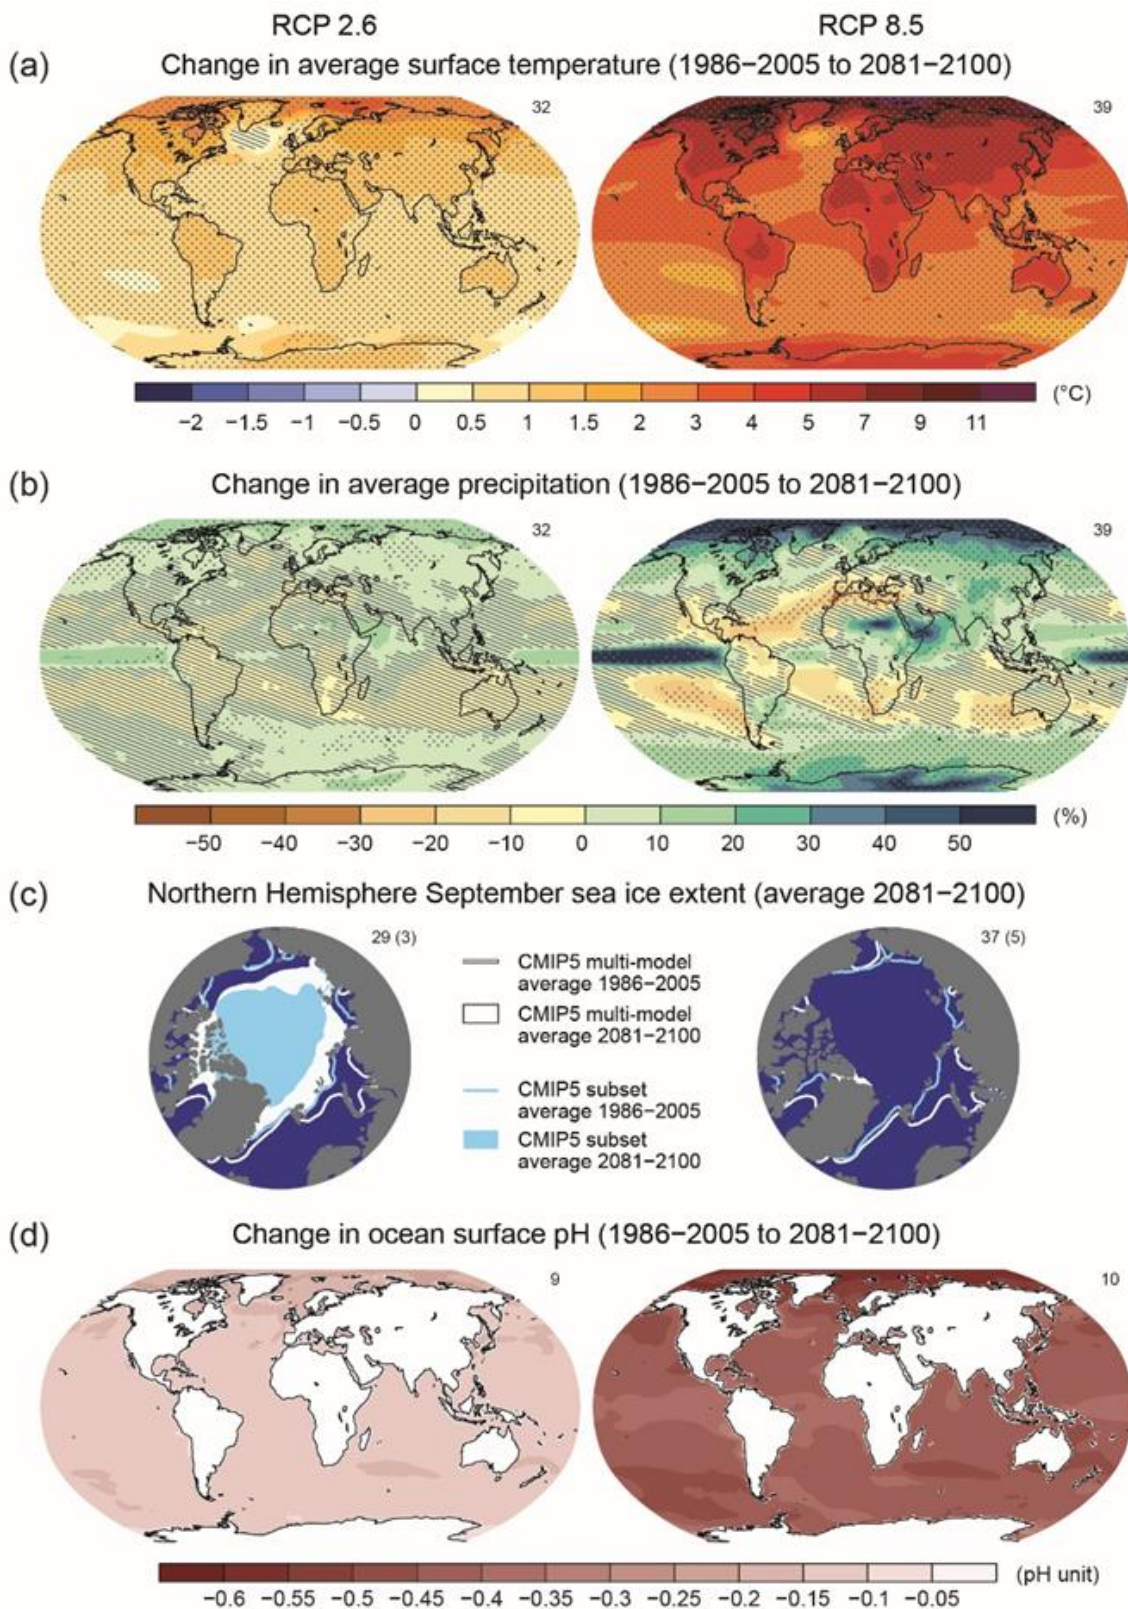 RCP 2.6
RCP 8.5
(a)
Change in average surface temperature (1986−2005 to 2081−2100)
32
39
−2 −1.5 −1 −0.5 0 0.5 1 1.5 2 3 4 5 7 9 11
(°C)
(b)
Change in average precipitation (1986−2005 to 2081−2100)
32
39
−50 −40 −30 −20 −10 0 10 20 30 40 50
(%)
(c)
Northern Hemisphere September sea ice extent (average 2081−2100)
29 (3)
37 (5)
CMIP5 multi-model
average 1986−2005
CMIP5 multi-model
average 2081−2100
CMIP5 subset
average 1986−2005
CMIP5 subset
average 2081−2100
(d)
Change in ocean surface pH (1986−2005 to 2081−2100)
9
10
−0.6 −0.55 −0.5 −0.45 −0.4 −0.35 −0.3 −0.25 −0.2 −0.15 −0.1 −0.05
(pH unit)